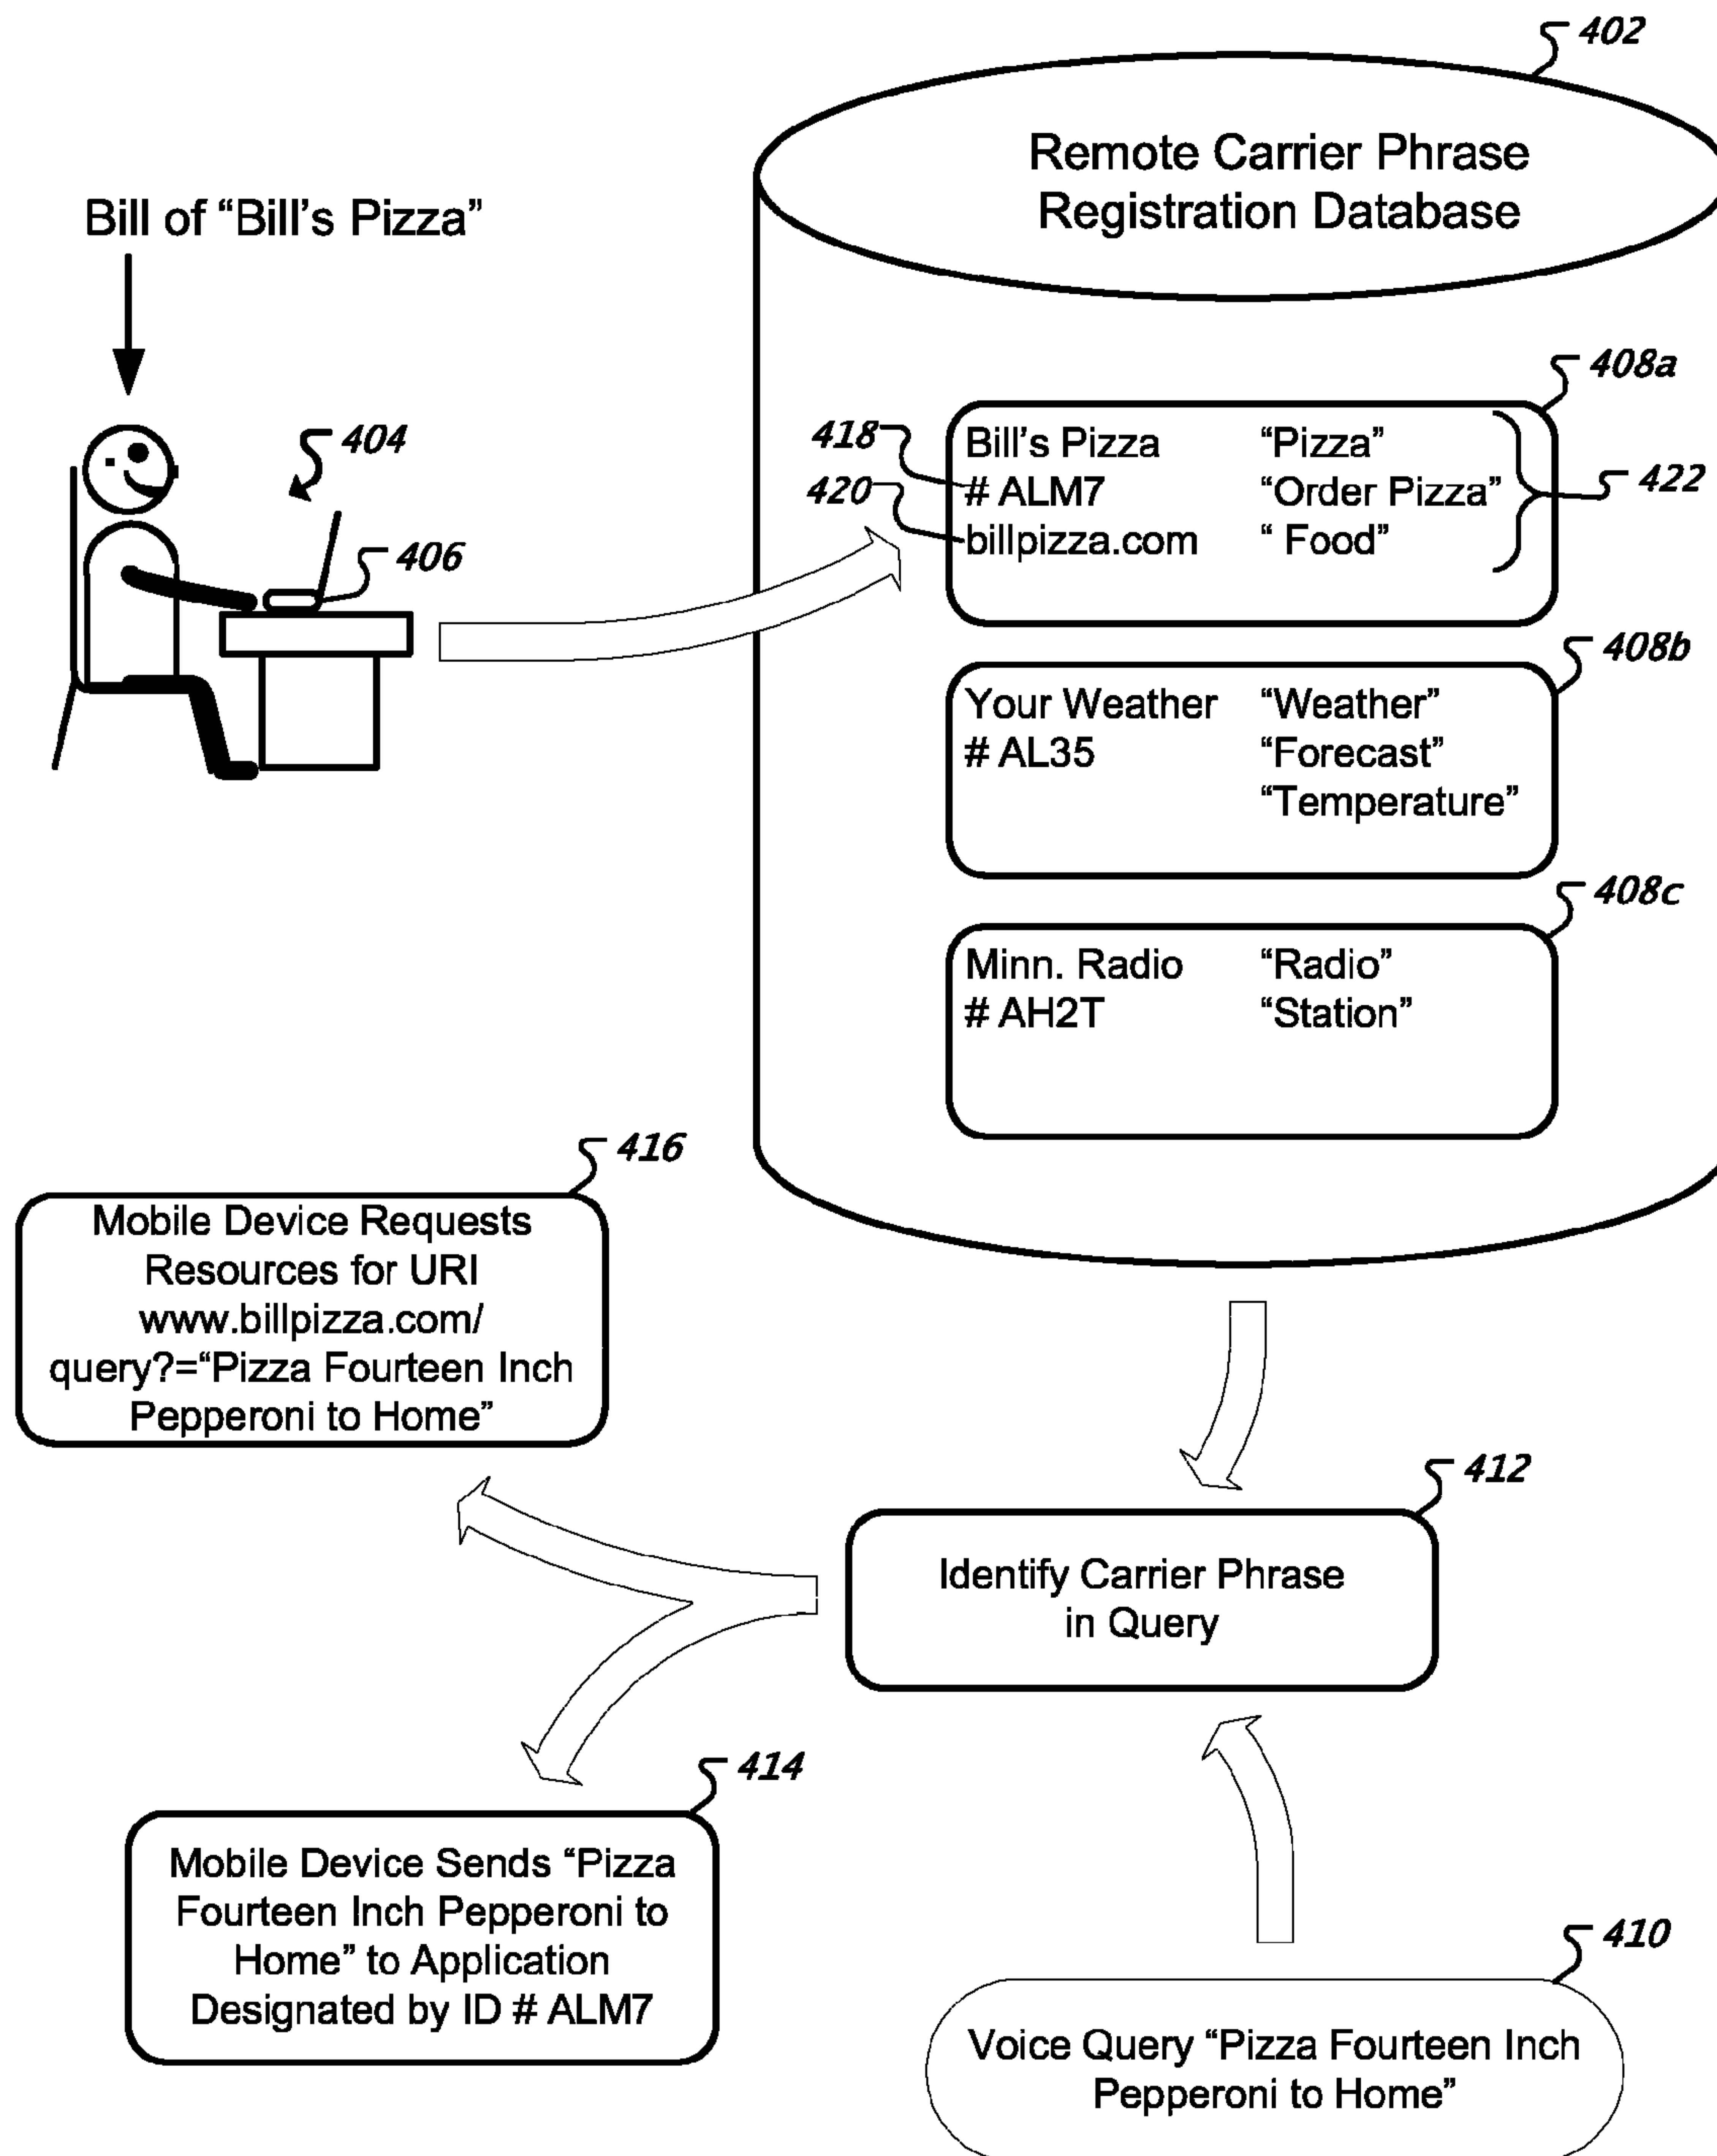 402
Remote Carrier Phrase
Registration Database
Bill of “Bill's Pizza”
404
406
408a
418
420
422
Bill's Pizza “Pizza”
# ALM7 “Order Pizza”
billpizza.com “ Food”
408b
Your Weather “Weather”
# AL35 “Forecast”
“Temperature”
408c
Minn. Radio “Radio”
# AH2T “Station”
416
Mobile Device Requests
Resources for URI
www.billpizza.com/
query?=“Pizza Fourteen Inch
Pepperoni to Home”
412
Identify Carrier Phrase
in Query
414
Mobile Device Sends “Pizza
Fourteen Inch Pepperoni to
Home” to Application
Designated by ID # ALM7
410
Voice Query “Pizza Fourteen Inch
Pepperoni to Home”